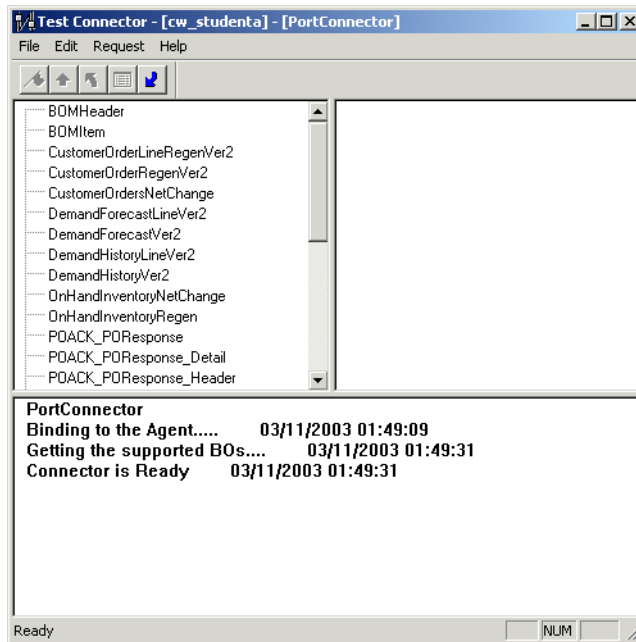 Test Connector - [cw_studenta] - [PortConnector]
File Edit Request Help
BOMHeader
BOMItem
CustomerOrderLineRegenVer2
CustomerOrderRegenVer2
CustomerOrdersNetChange
DemandForecastLineVer2
DemandForecastVer2
DemandHistoryLineVer2
DemandHistoryVer2
OnHandInventoryNetChange
OnHandInventoryRegen
POACK_POResponse
POACK_POResponse_Detail
POACK_POResponse_Header
PortConnector
Binding to the Agent..... 03/11/2003 01:49:09
Getting the supported BOs.... 03/11/2003 01:49:31
Connector is Ready 03/11/2003 01:49:31
Ready NUM